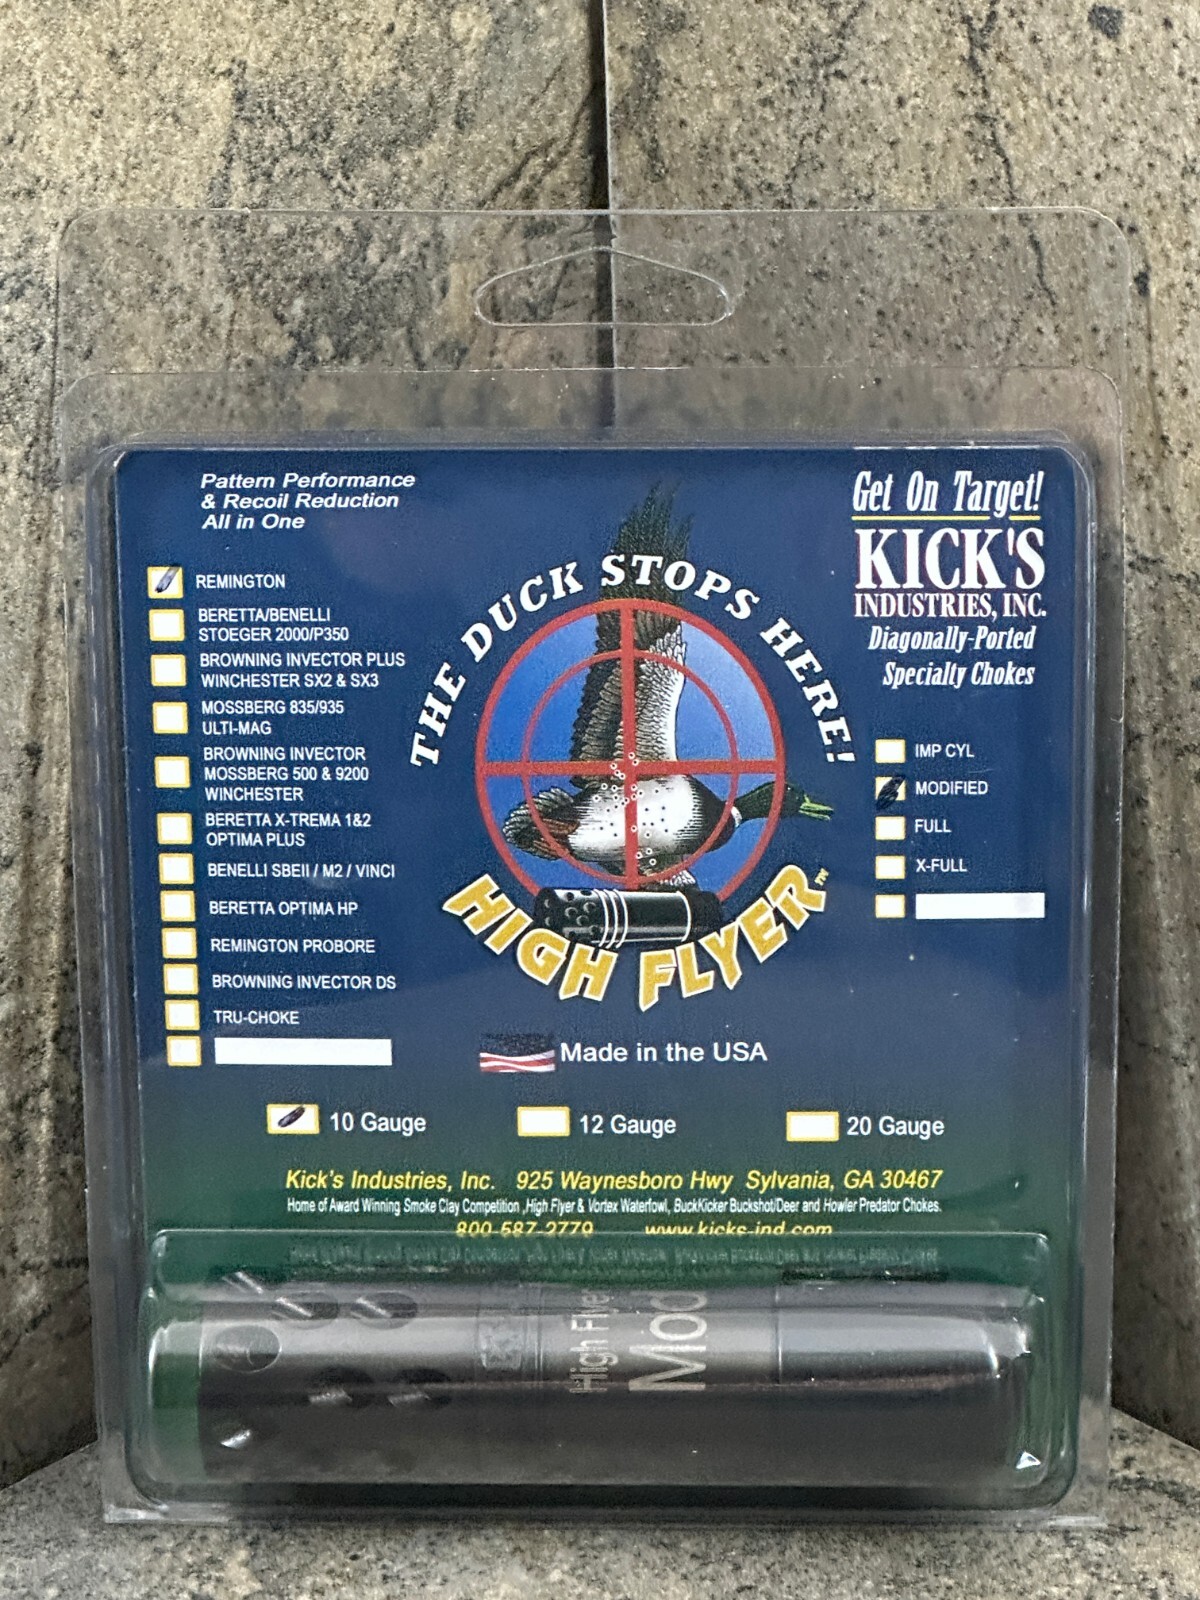 Pattern Performance
& Recoil Reduction
All in One
Get On Target!
KICK'S
INDUSTRIES, INC.
Diagonally-Ported
Specialty Chokes
THE DUCK STOPS HERE!
HIGH FLYER™
REMINGTON
BERETTA/BENELLI
STOEGER 2000/P350
BROWNING INVECTOR PLUS
WINCHESTER SX2 & SX3
MOSSBERG 835/935
ULTI-MAG
BROWNING INVECTOR
MOSSBERG 500 & 9200
WINCHESTER
BERETTA X-TREMA 1&2
OPTIMA PLUS
BENELLI SBEII / M2 / VINCI
BERETTA OPTIMA HP
REMINGTON PROBORE
BROWNING INVECTOR DS
TRU-CHOKE
IMP CYL
MODIFIED
FULL
X-FULL
Made in the USA
10 Gauge 12 Gauge 20 Gauge
Kick's Industries, Inc. 925 Waynesboro Hwy Sylvania, GA 30467
Home of Award Winning Smoke Clay Competition ,High Flyer & Vortex Waterfowl, BuckKicker Buckshot/Deer and Howler Predator Chokes.
800-587-2779 www.kicks-ind.com
High Flyer
Mod